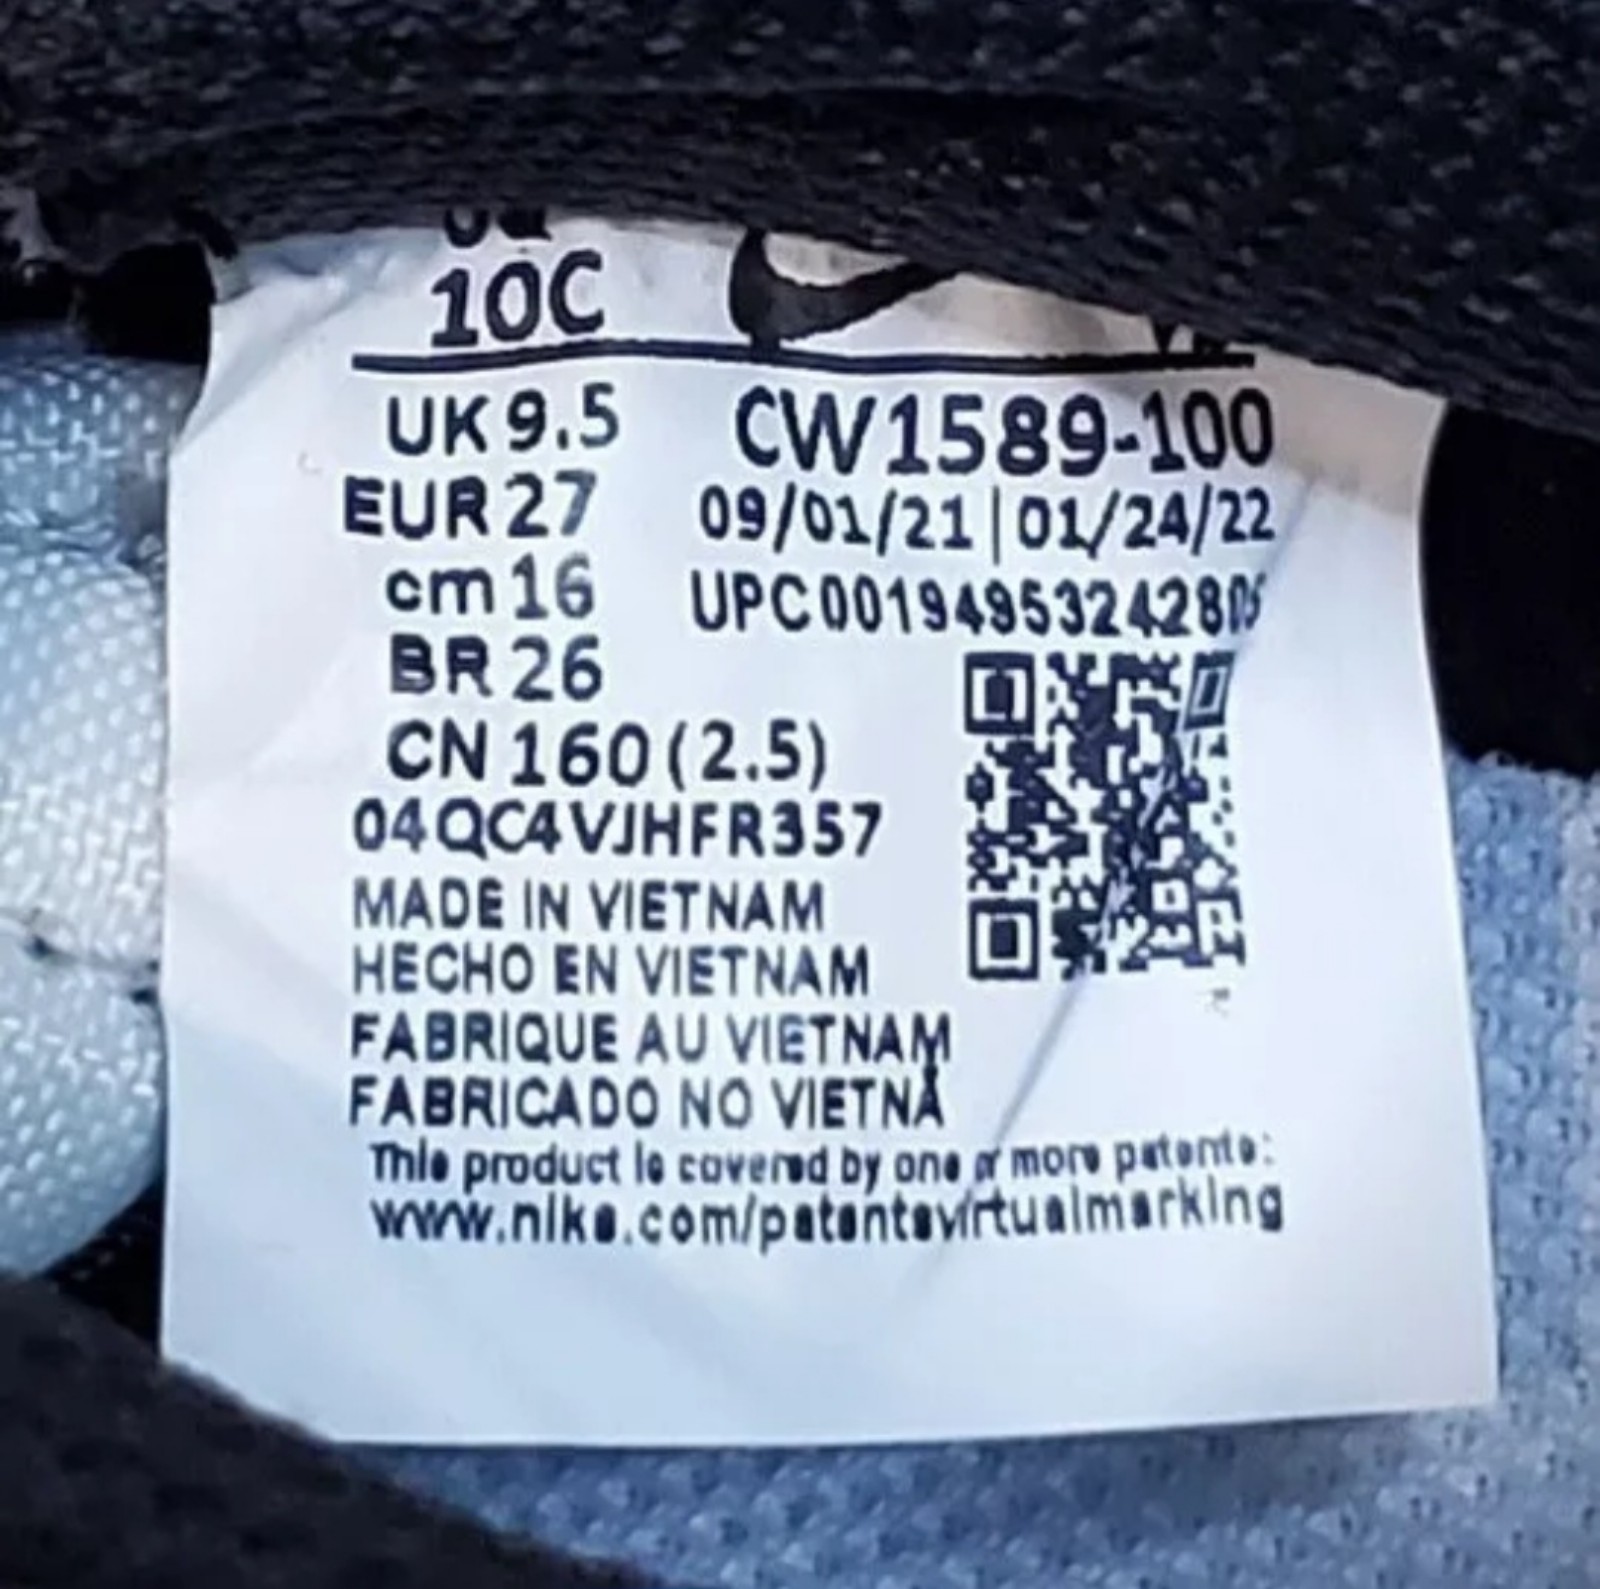 10C
UK 9.5 CW1589-100
EUR 27 09/01/21 | 01/24/22
cm 16
BR 26
CN 160 (2.5)
04QC4VJHFR357
MADE IN VIETNAM
HECHO EN VIETNAM
FABRIQUE AU VIETNAM
FABRICADO NO VIETNÃ
This product is covered by one or more patents:
www.nike.com/patentsvirtualmarking